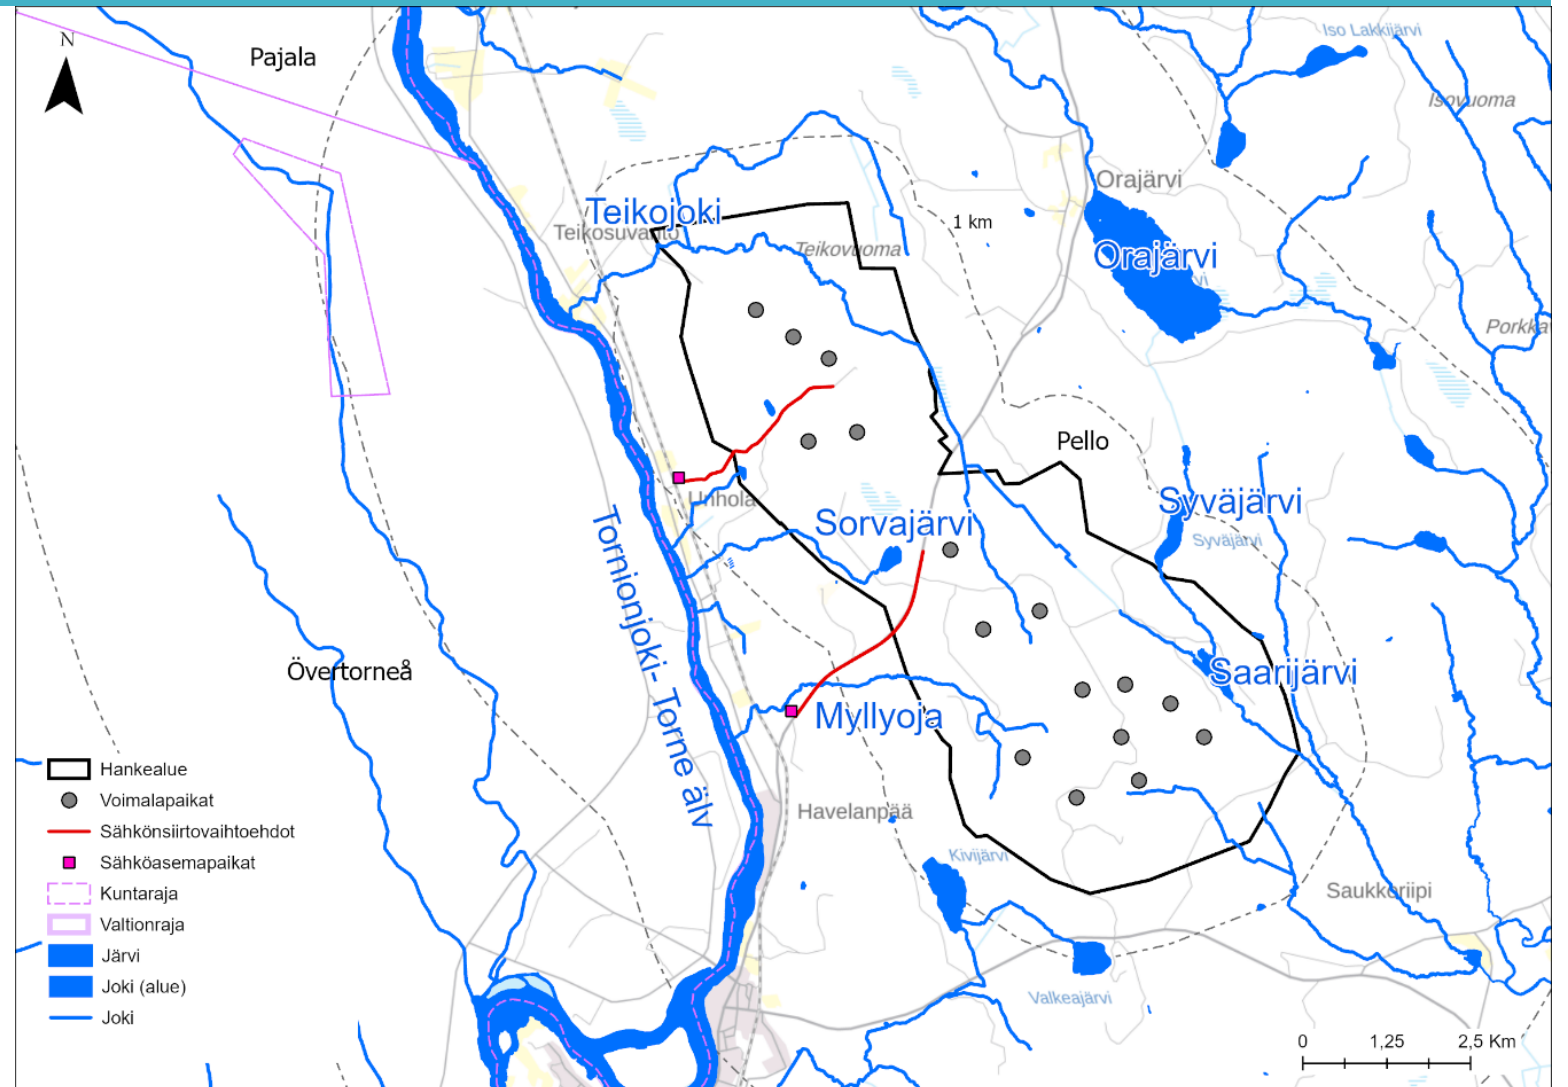 N
Pajala
Iso Lakkijärvi
Isovuoma
Orajärvi
Teikojoki
Teikosuvanto
1 km
Teikovuoma
Orajärvi
Pello
Syväjärvi
Syväjärvi
Unhola
Sorvajärvi
Tornionjoki- Torne älv
Övertorneå
Saarijärvi
Myllyoja
Havelanpää
Kivijärvi
Saukkoriipi
Valkeajärvi
Hankealue
Voimalapaikat
Sähkönsiirtovaihtoehdot
Sähköasemapaikat
Kuntaraja
Valtionraja
Järvi
Joki (alue)
Joki
0 1,25 2,5 Km